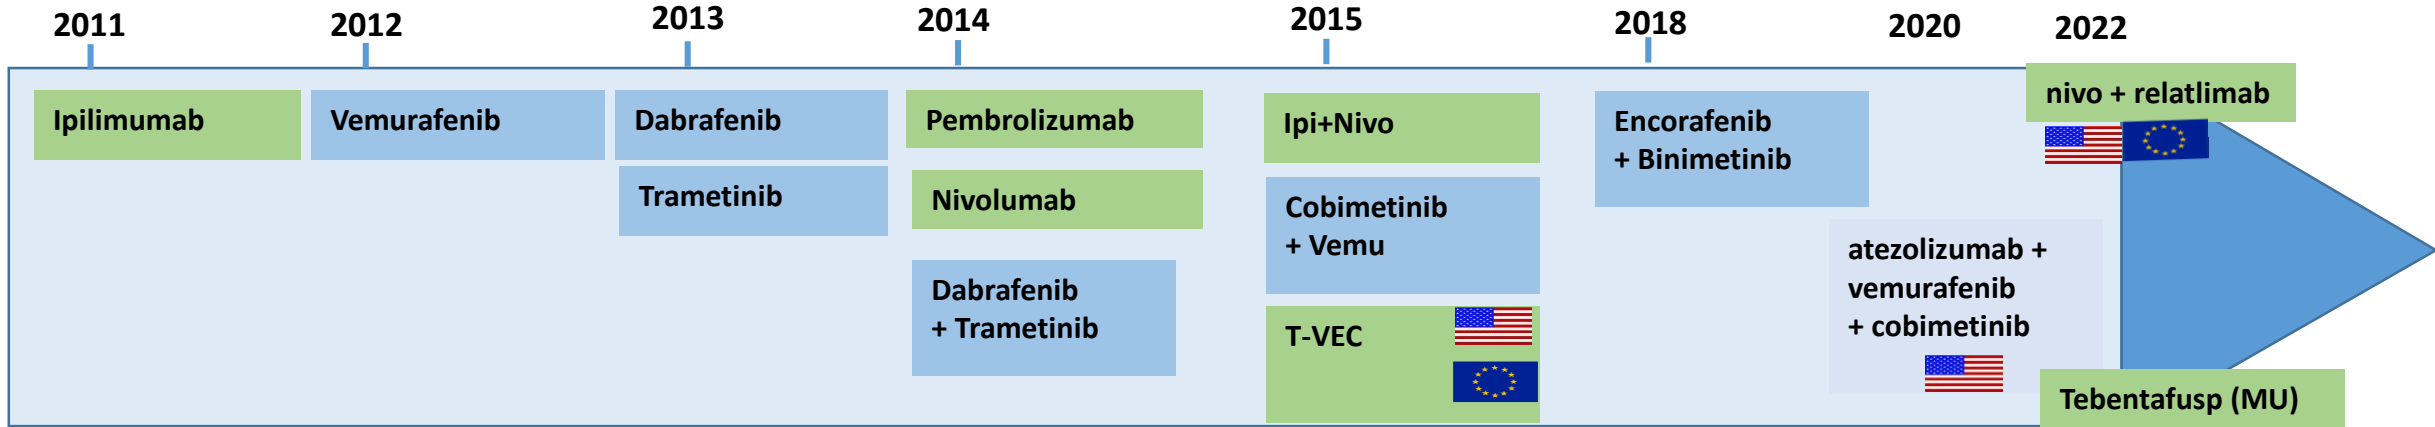 2011
2012
2013
2014
2015
2018
2020
2022
Ipilimumab
Vemurafenib
Dabrafenib
Trametinib
Pembrolizumab
Nivolumab
Dabrafenib
+ Trametinib
Ipi+Nivo
Cobimetinib
+ Vemu
T-VEC
Encorafenib
+ Binimetinib
atezolizumab +
vemurafenib
+ cobimetinib
nivo + relatlimab
Tebentafusp (MU)